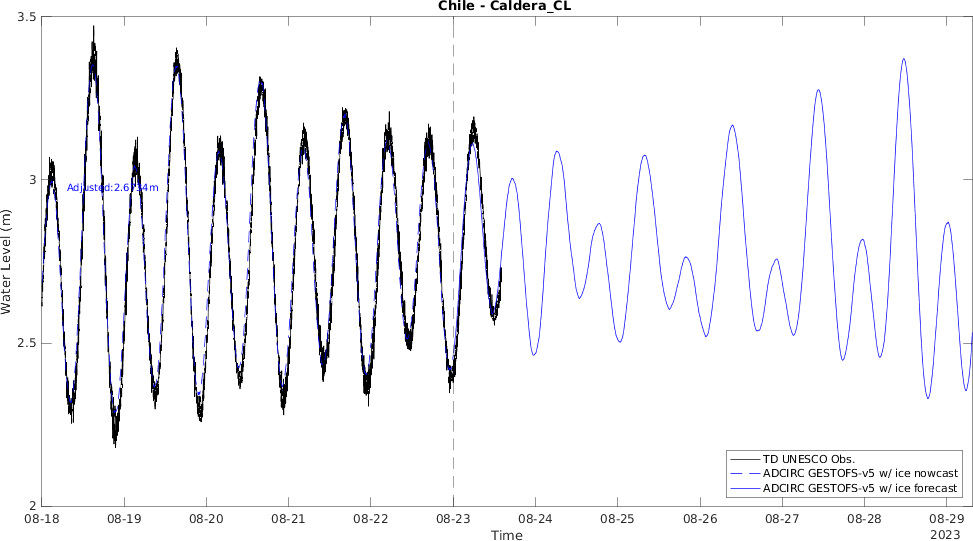 Chile - Caldera_CL
3.5
3
2.5
2
Water Level (m)
08-18 08-19 08-20 08-21 08-22 08-23 08-24 08-25 08-26 08-27 08-28 08-29
2023
Time
TD UNESCO Obs.
ADCIRC GESTOFS-v5 w/ ice nowcast
ADCIRC GESTOFS-v5 w/ ice forecast